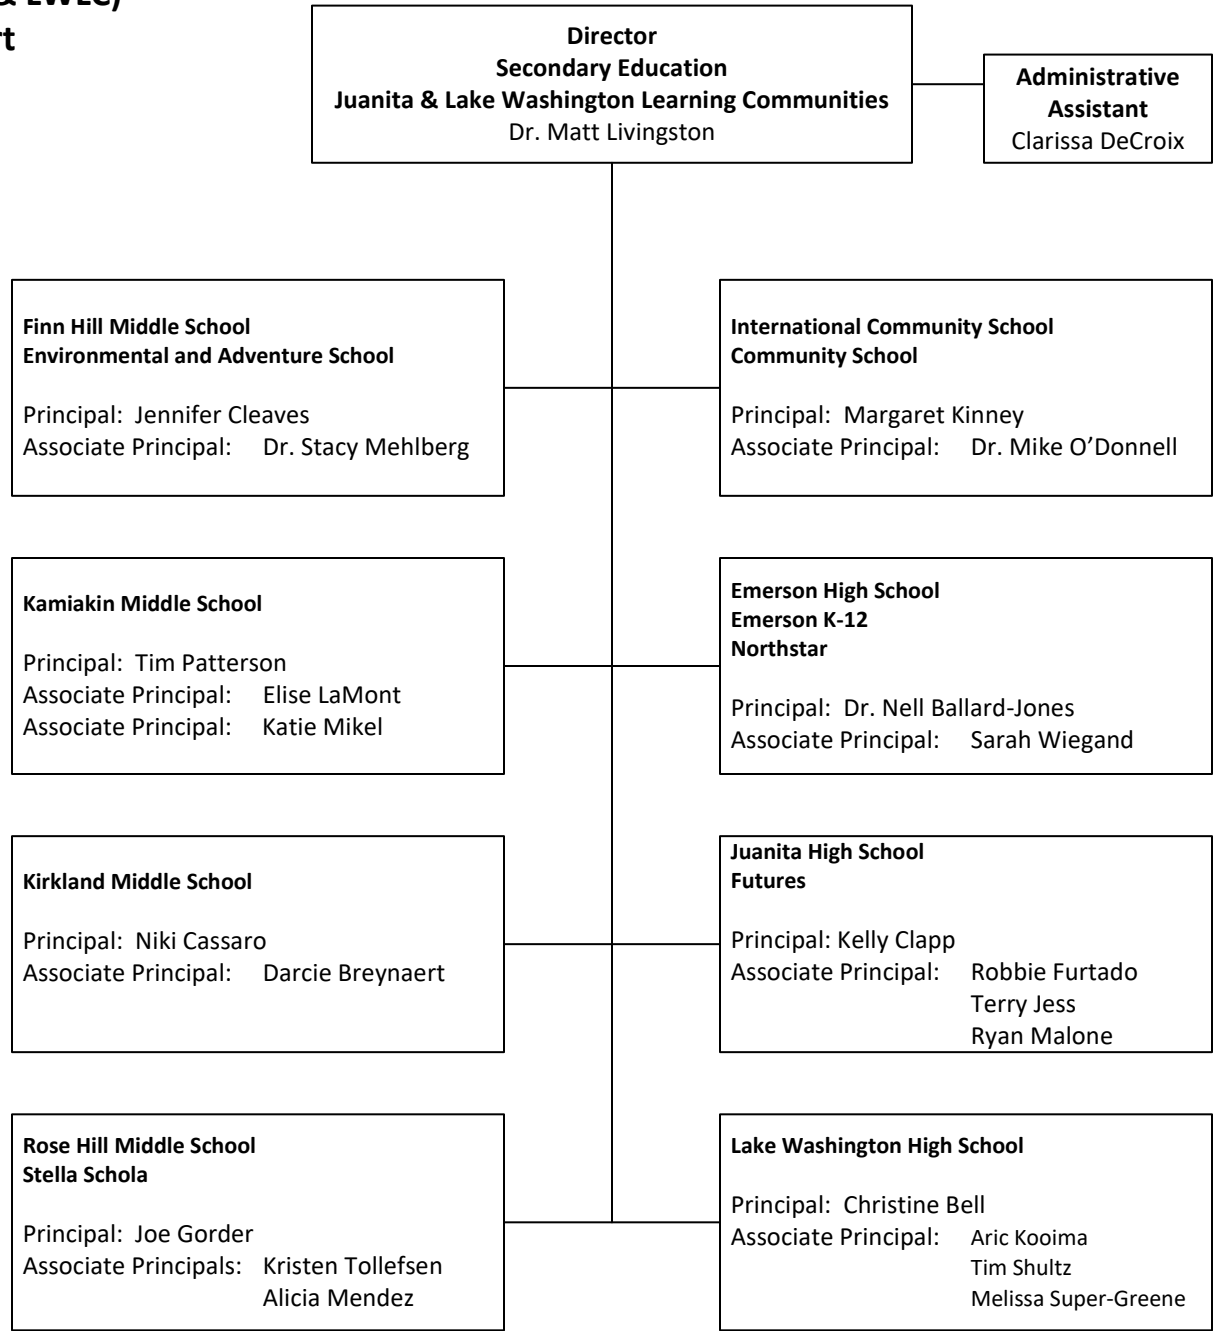 & LWLC)
Director
Secondary Education
Juanita & Lake Washington Learning Communities
Dr. Matt Livingston
Administrative
Assistant
Clarissa DeCroix
Finn Hill Middle School
Environmental and Adventure School
Principal: Jennifer Cleaves
Associate Principal: Dr. Stacy Mehlberg
International Community School
Community School
Principal: Margaret Kinney
Associate Principal: Dr. Mike O’Donnell
Kamiakin Middle School
Principal: Tim Patterson
Associate Principal: Elise LaMont
Associate Principal: Katie Mikel
Emerson High School
Emerson K-12
Northstar
Principal: Dr. Nell Ballard-Jones
Associate Principal: Sarah Wiegand
Kirkland Middle School
Principal: Niki Cassaro
Associate Principal: Darcie Breynaert
Juanita High School
Futures
Principal: Kelly Clapp
Associate Principal: Robbie Furtado
Terry Jess
Ryan Malone
Rose Hill Middle School
Stella Schola
Principal: Joe Gorder
Associate Principals: Kristen Tollefsen
Alicia Mendez
Lake Washington High School
Principal: Christine Bell
Associate Principal: Aric Kooima
Tim Shultz
Melissa Super-Greene